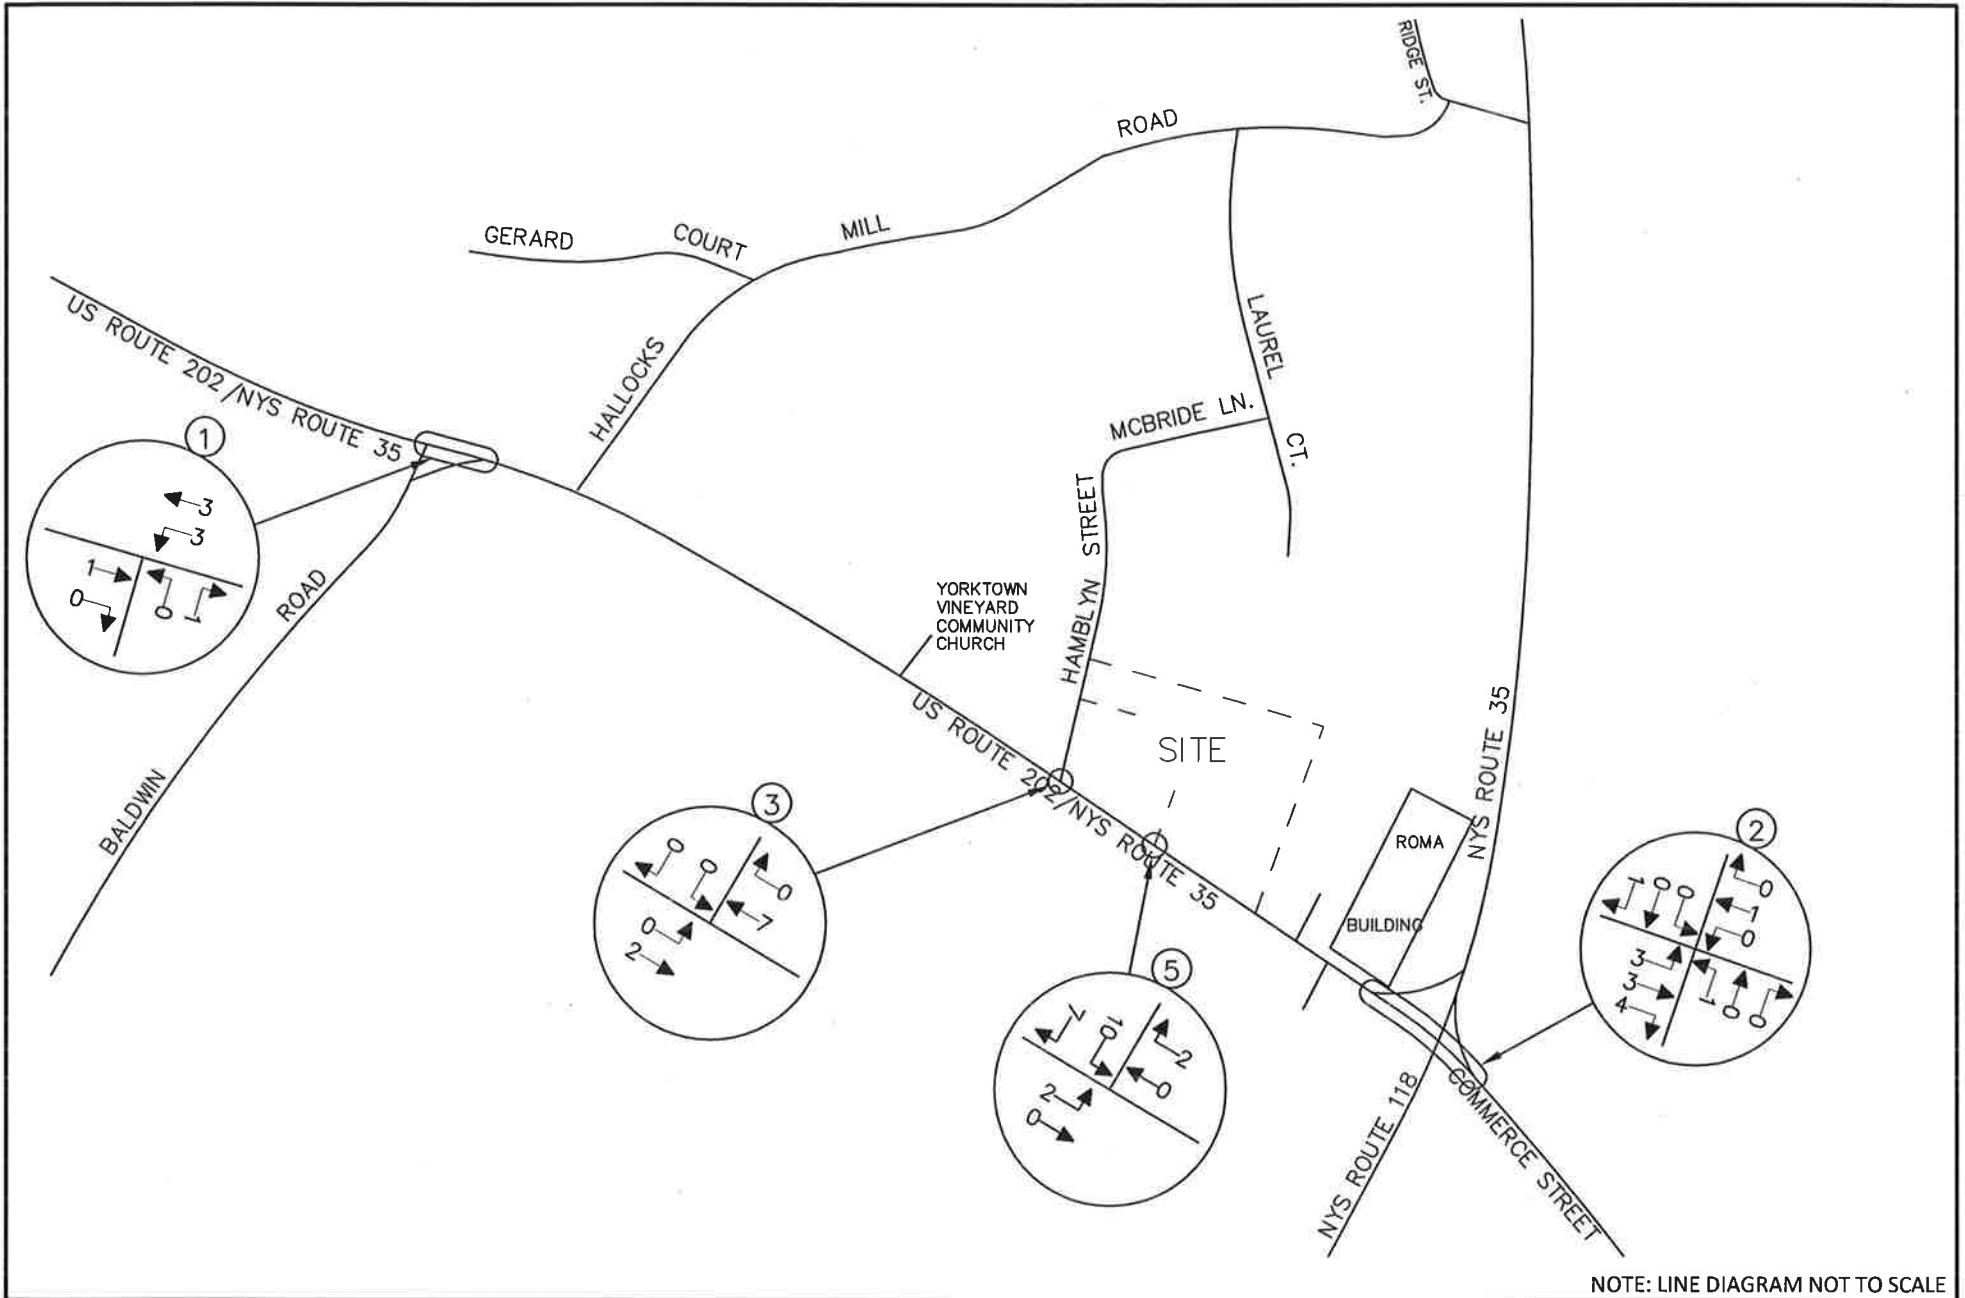 RIDGE ST.
ROAD
GERARD COURT
MILL
US ROUTE 202/NYS ROUTE 35
HALLOCKS
LAUREL CT.
MCBRIDE LN.
1
3
3
1
0
0
1
ROAD
BALDWIN
HAMBLYN STREET
YORKTOWN
VINEYARD
COMMUNITY
CHURCH
US ROUTE 202/NYS ROUTE 35
SITE
NYS ROUTE 35
ROMA
BUILDING
3
0
0
0
7
0
2
2
1
0
0
0
1
0
3
3
4
1
0
0
5
7
10
2
0
2
0
NYS ROUTE 118
COMMERCE STREET
NOTE: LINE DIAGRAM NOT TO SCALE